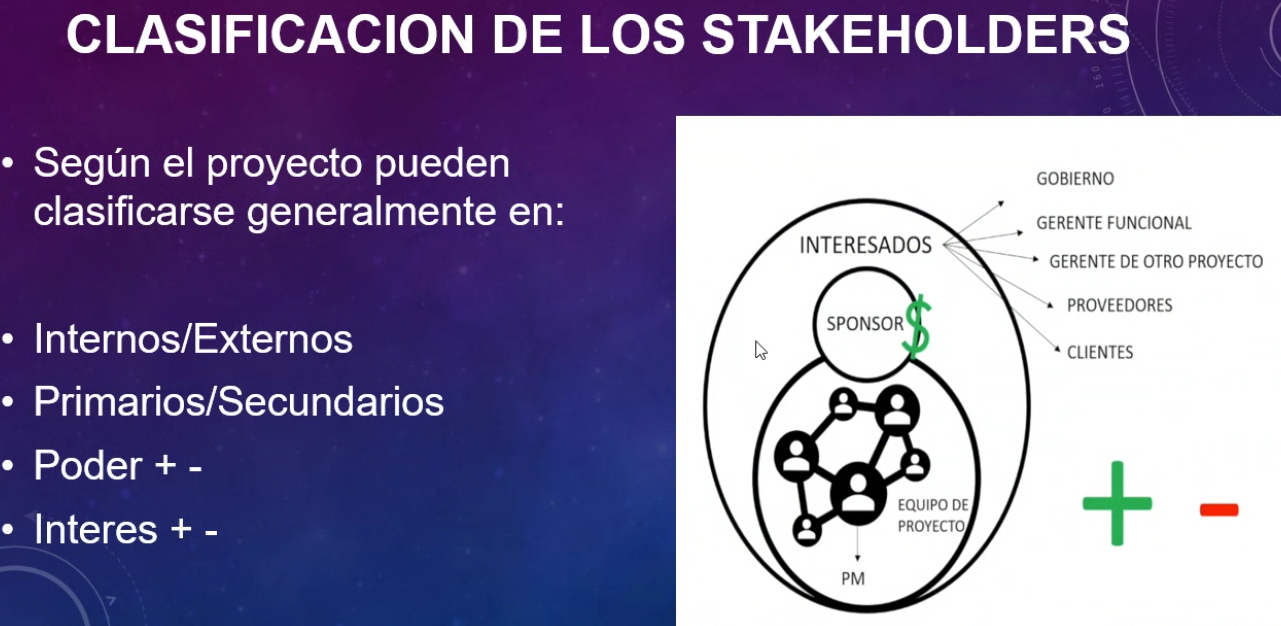 CLASIFICACION DE LOS STAKEHOLDERS
• Según el proyecto pueden
clasificarse generalmente en:
• Internos/Externos
• Primarios/Secundarios
• Poder + -
• Interes + -
GOBIERNO
GERENTE FUNCIONAL
INTERESADOS
GERENTE DE OTRO PROYECTO
PROVEEDORES
SPONSOR
$
CLIENTES
EQUIPO DE
PROYECTO
PM
+ -
160